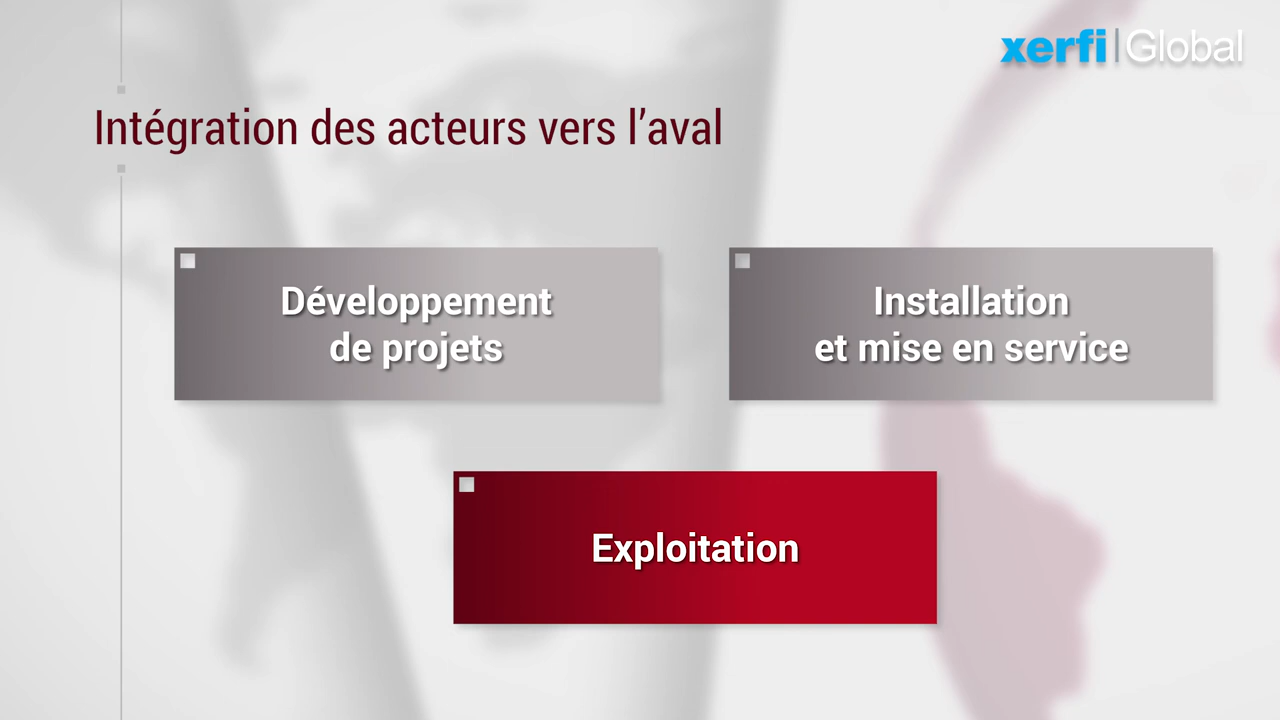 xerfi | Global
Intégration des acteurs vers l’aval
Développement
de projets
Installation
et mise en service
Exploitation